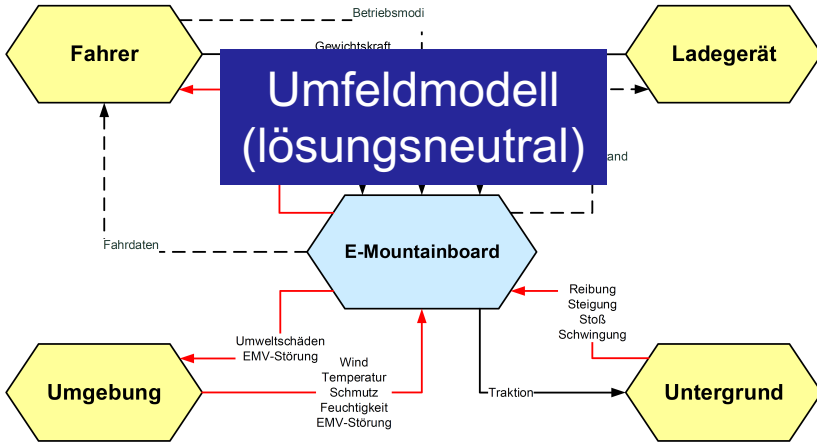 Betriebsmodi
Fahrer
Gewichtskraft
Ladegerät
Umfeldmodell
(lösungsneutral)
and
E-Mountainboard
Fahrdaten
Reibung
Steigung
Stoß
Schwingung
Umweltschäden
EMV-Störung
Wind
Temperatur
Schmutz
Feuchtigkeit
EMV-Störung
Umgebung
Traktion
Untergrund